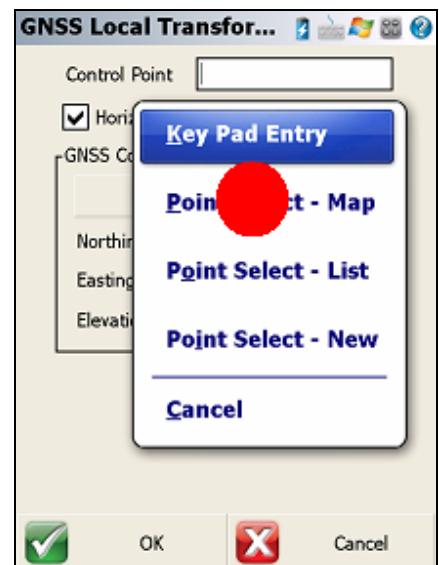 GNSS Local Transfor...
Control Point
Horiz
Key Pad Entry
GNSS Co
Poin ct - Map
Northin
Point Select - List
Easting
Elevati
Point Select - New
Cancel
OK Cancel